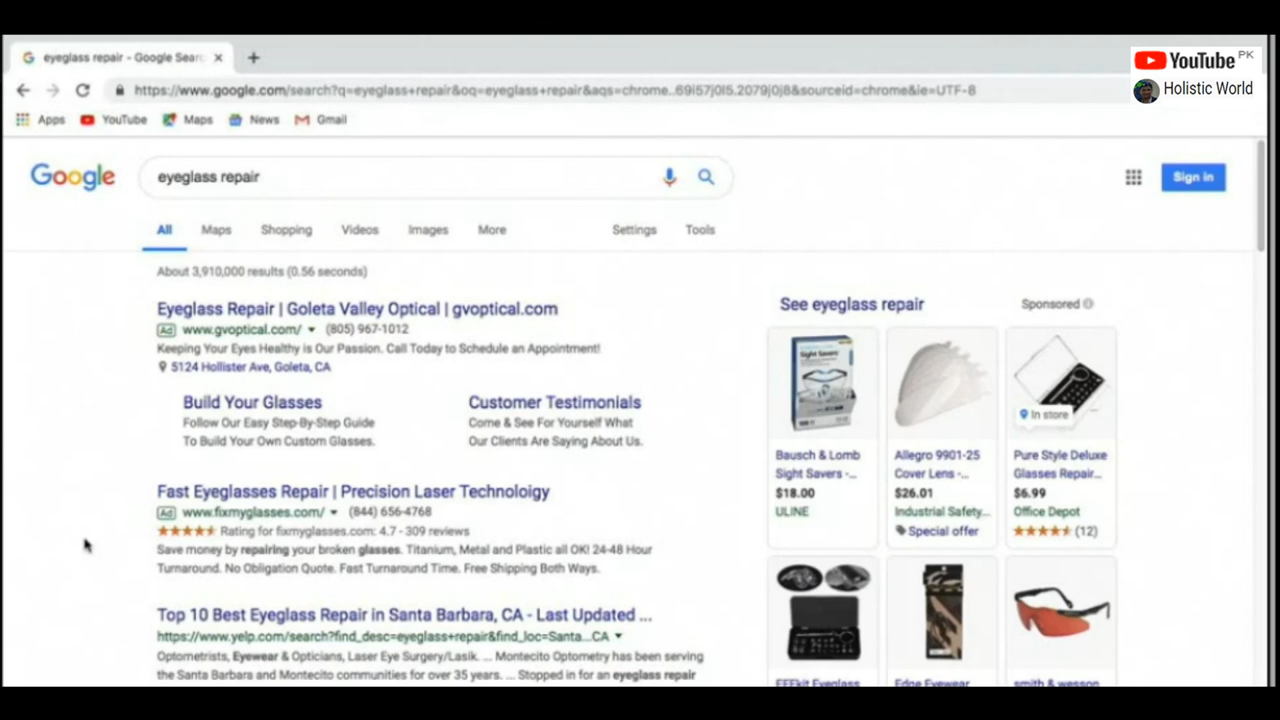 eyeglass repair - Google Sear
YouTube PK
Holistic World
https://www.google.com/search?q=eyeglass+repair&oq=eyeglass+repair&aqs=chrome..69i57j0l5.2079j0j8&sourceid=chrome&ie=UTF-8
Apps YouTube Maps News Gmail
Google
eyeglass repair
Sign in
All Maps Shopping Videos Images More Settings Tools
About 3,910,000 results (0.56 seconds)
Eyeglass Repair | Goleta Valley Optical | gvoptical.com
Ad www.gvoptical.com/ (805) 967-1012
Keeping Your Eyes Healthy is Our Passion. Call Today to Schedule an Appointment!
5124 Hollister Ave, Goleta, CA
Build Your Glasses
Follow Our Easy Step-By-Step Guide
To Build Your Own Custom Glasses.
Customer Testimonials
Come & See For Yourself What
Our Clients Are Saying About Us.
Fast Eyeglasses Repair | Precision Laser Technoloigy
Ad www.fixmyglasses.com/ (844) 656-4768
Rating for fixmyglasses.com: 4.7 - 309 reviews
Save money by repairing your broken glasses. Titanium, Metal and Plastic all OK! 24-48 Hour
Turnaround. No Obligation Quote. Fast Turnaround Time. Free Shipping Both Ways.
Top 10 Best Eyeglass Repair in Santa Barbara, CA - Last Updated ...
https://www.yelp.com/search?find_desc=eyeglass+repair&find_loc=Santa...CA
Optometrists, Eyewear & Opticians, Laser Eye Surgery/Lasik. ... Montecito Optometry has been serving
the Santa Barbara and Montecito communities for over 35 years. ... Stopped in for an eyeglass repair
See eyeglass repair
Sponsored
Sight Savers
In store
Bausch & Lomb
Sight Savers -...
$18.00
ULINE
Allegro 9901-25
Cover Lens -...
$26.01
Industrial Safety...
Special offer
Pure Style Deluxe
Glasses Repair...
$6.99
Office Depot
(12)
EFFkit Eyeglass
Edge Eyewear
smith & wesson